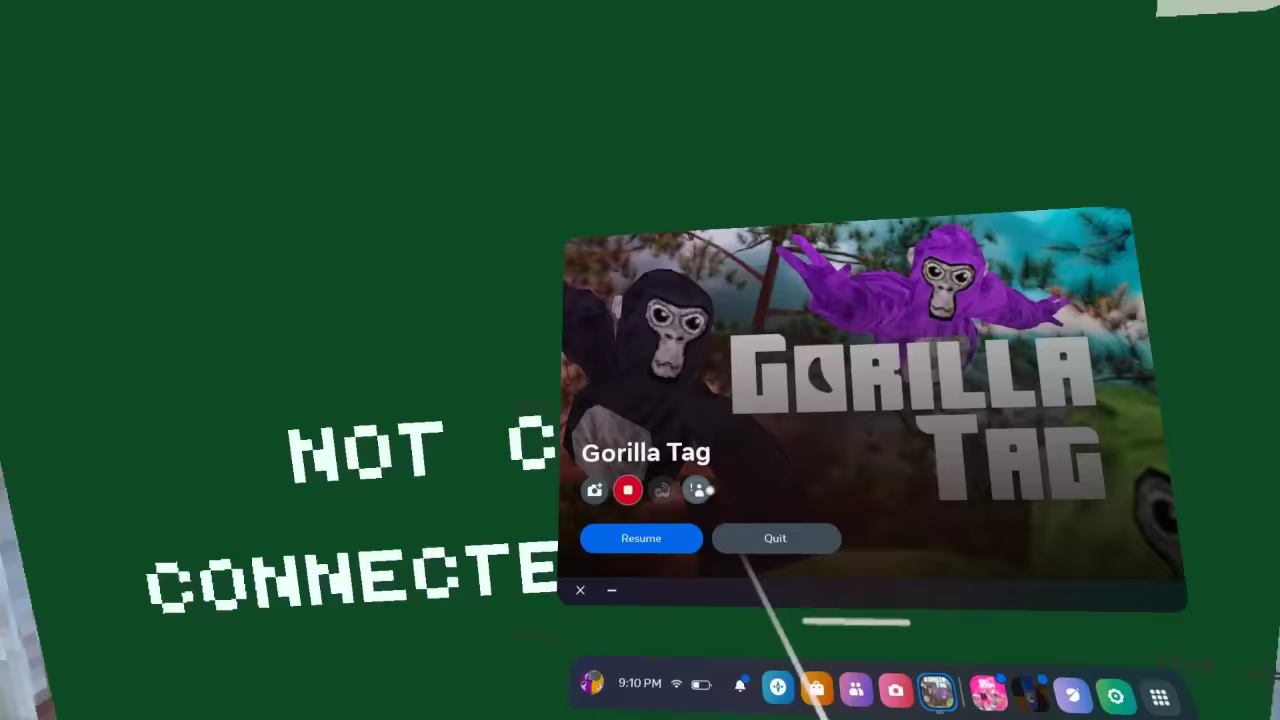 NOT C
CONNECTE
GORILLA
TAG
Gorilla Tag
Resume
Quit
9:10 PM